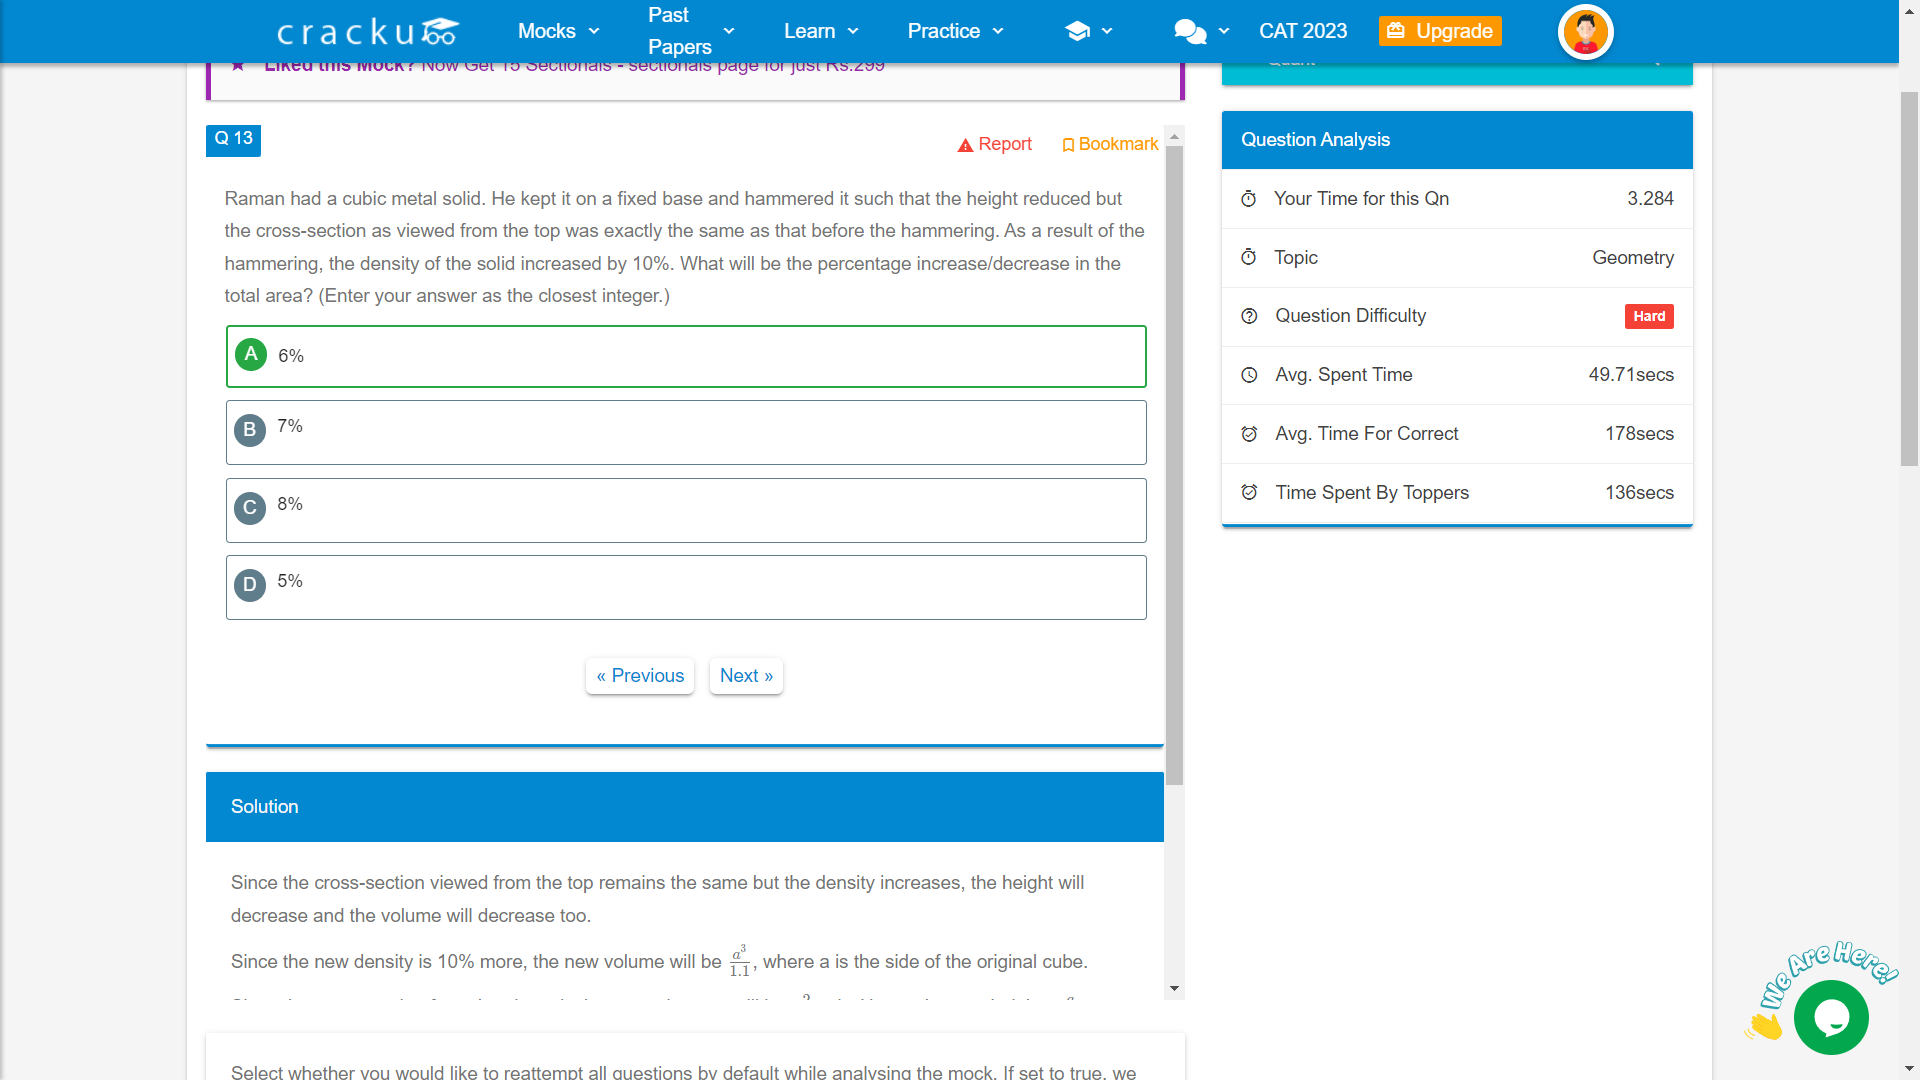 cracku
Mocks
Past Papers
Learn
Practice
CAT 2023
Upgrade
Liked this Mock? Now Get 15 Sectionals - sectionals page for just Rs.299
Quant
Q 13
Report
Bookmark
Raman had a cubic metal solid. He kept it on a fixed base and hammered it such that the height reduced but
the cross-section as viewed from the top was exactly the same as that before the hammering. As a result of the
hammering, the density of the solid increased by 10%. What will be the percentage increase/decrease in the
total area? (Enter your answer as the closest integer.)
A 6%
B 7%
C 8%
D 5%
« Previous
Next »
Solution
Since the cross-section viewed from the top remains the same but the density increases, the height will
decrease and the volume will decrease too.
Since the new density is 10% more, the new volume will be a³/1.1, where a is the side of the original cube.
Select whether you would like to reattempt all questions by default while analysing the mock. If set to true, we
Question Analysis
Your Time for this Qn 3.284
Topic Geometry
Question Difficulty Hard
Avg. Spent Time 49.71secs
Avg. Time For Correct 178secs
Time Spent By Toppers 136secs
We Are Here!